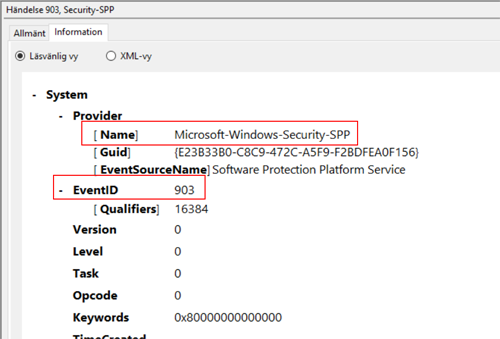 Händelse 903, Security-SPP
Allmänt Information
Läsvänlig vy XML-vy
- System
- Provider
[ Name] Microsoft-Windows-Security-SPP
[ Guid] {E23B33B0-C8C9-472C-A5F9-F2BDFEA0F156}
[ EventSourceName] Software Protection Platform Service
- EventID 903
[ Qualifiers] 16384
Version 0
Level 0
Task 0
Opcode 0
Keywords 0x80000000000000
TimeCreated